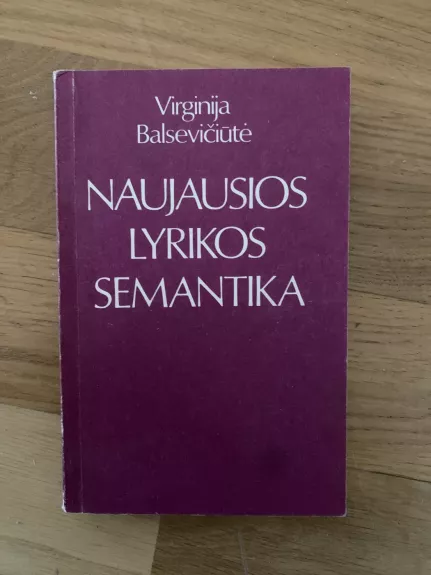 Virginija
Balsevičiūtė
NAUJAUSIOS
LYRIKOS
SEMANTIKA